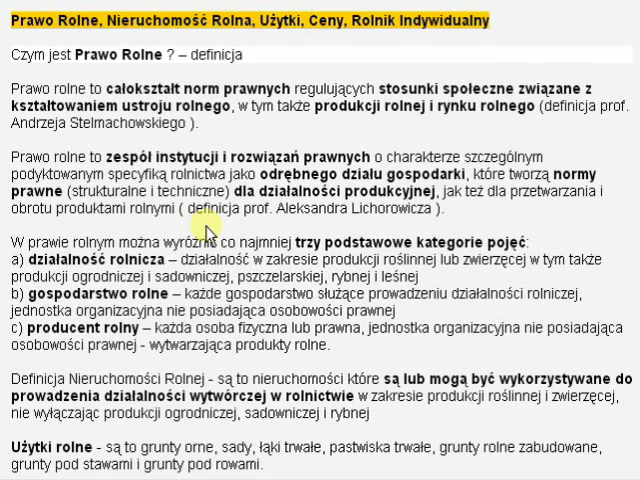 Prawo Rolne, Nieruchomość Rolna, Użytki, Ceny, Rolnik Indywidualny
Czym jest Prawo Rolne ? – definicja
Prawo rolne to całokształt norm prawnych regulujących stosunki społeczne związane z
kształtowaniem ustroju rolnego, w tym także produkcji rolnej i rynku rolnego (definicja prof.
Andrzeja Stelmachowskiego ).
Prawo rolne to zespół instytucji i rozwiązań prawnych o charakterze szczególnym
podyktowanym specyfiką rolnictwa jako odrębnego działu gospodarki, które tworzą normy
prawne (strukturalne i techniczne) dla działalności produkcyjnej, jak też dla przetwarzania i
obrotu produktami rolnymi ( definicja prof. Aleksandra Lichorowicza ).
W prawie rolnym można wyróżnić co najmniej trzy podstawowe kategorie pojęć:
a) działalność rolnicza – działalność w zakresie produkcji roślinnej lub zwierzęcej w tym także
produkcji ogrodniczej i sadowniczej, pszczelarskiej, rybnej i leśnej
b) gospodarstwo rolne – każde gospodarstwo służące prowadzeniu działalności rolniczej,
jednostka organizacyjna nie posiadająca osobowości prawnej
c) producent rolny – każda osoba fizyczna lub prawna, jednostka organizacyjna nie posiadająca
osobowości prawnej - wytwarzająca produkty rolne.
Definicja Nieruchomości Rolnej - są to nieruchomości które są lub mogą być wykorzystywane do
prowadzenia działalności wytwórczej w rolnictwie w zakresie produkcji roślinnej i zwierzęcej,
nie wyłączając produkcji ogrodniczej, sadowniczej i rybnej
Użytki rolne - są to grunty orne, sady, łąki trwałe, pastwiska trwałe, grunty rolne zabudowane,
grunty pod stawami i grunty pod rowami.